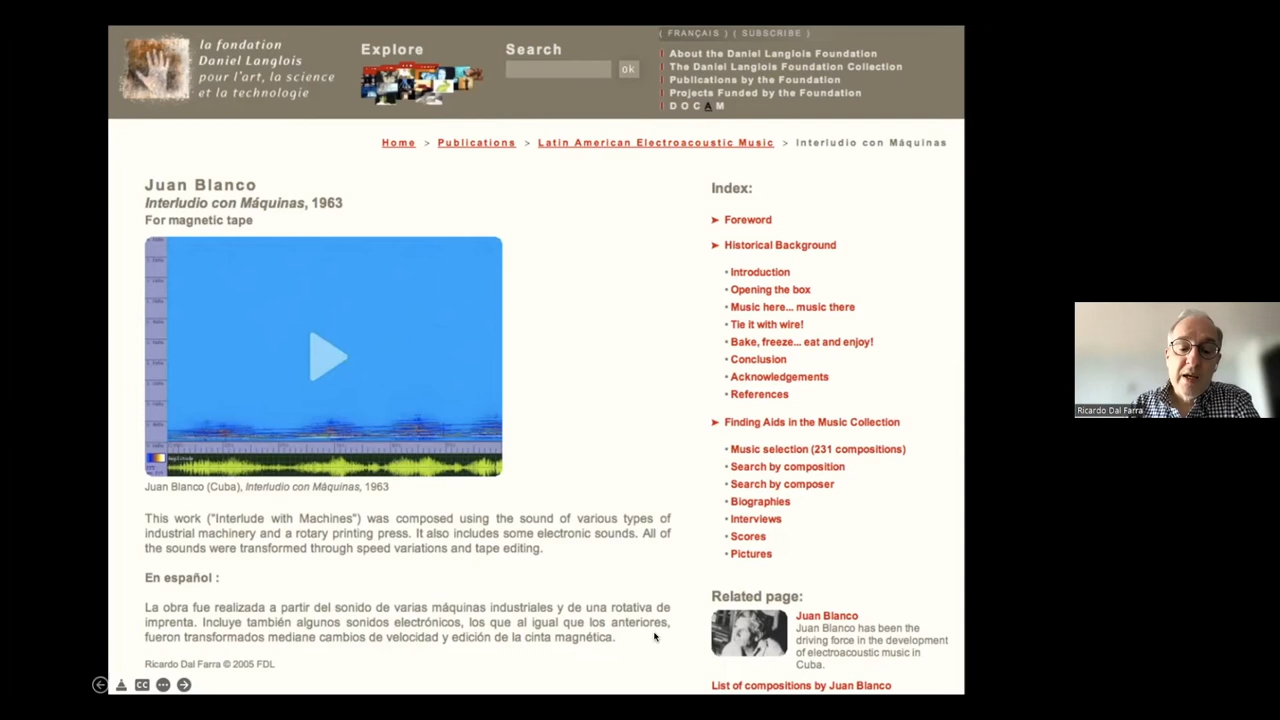 la fondation
Daniel Langlois
pour l'art, la science
et la technologie
Explore
Search
ok
( FRANÇAIS ) ( SUBSCRIBE )
About the Daniel Langlois Foundation
The Daniel Langlois Foundation Collection
Publications by the Foundation
Projects Funded by the Foundation
D O C A M
Home > Publications > Latin American Electroacoustic Music > Interludio con Máquinas
Juan Blanco
Interludio con Máquinas, 1963
For magnetic tape
Juan Blanco (Cuba), Interludio con Máquinas, 1963
This work ("Interlude with Machines") was composed using the sound of various types of
industrial machinery and a rotary printing press. It also includes some electronic sounds. All of
the sounds were transformed through speed variations and tape editing.
En español :
La obra fue realizada a partir del sonido de varias máquinas industriales y de una rotativa de
imprenta. Incluye también algunos sonidos electrónicos, los que al igual que los anteriores,
fueron transformados mediane cambios de velocidad y edición de la cinta magnética.
Ricardo Dal Farra © 2005 FDL
CC
Index:
Foreword
Historical Background
Introduction
Opening the box
Music here... music there
Tie it with wire!
Bake, freeze... eat and enjoy!
Conclusion
Acknowledgements
References
Finding Aids in the Music Collection
Music selection (231 compositions)
Search by composition
Search by composer
Biographies
Interviews
Scores
Pictures
Related page:
Juan Blanco
Juan Blanco has been the
driving force in the development
of electroacoustic music in
Cuba.
List of compositions by Juan Blanco
Ricardo Dal Farra